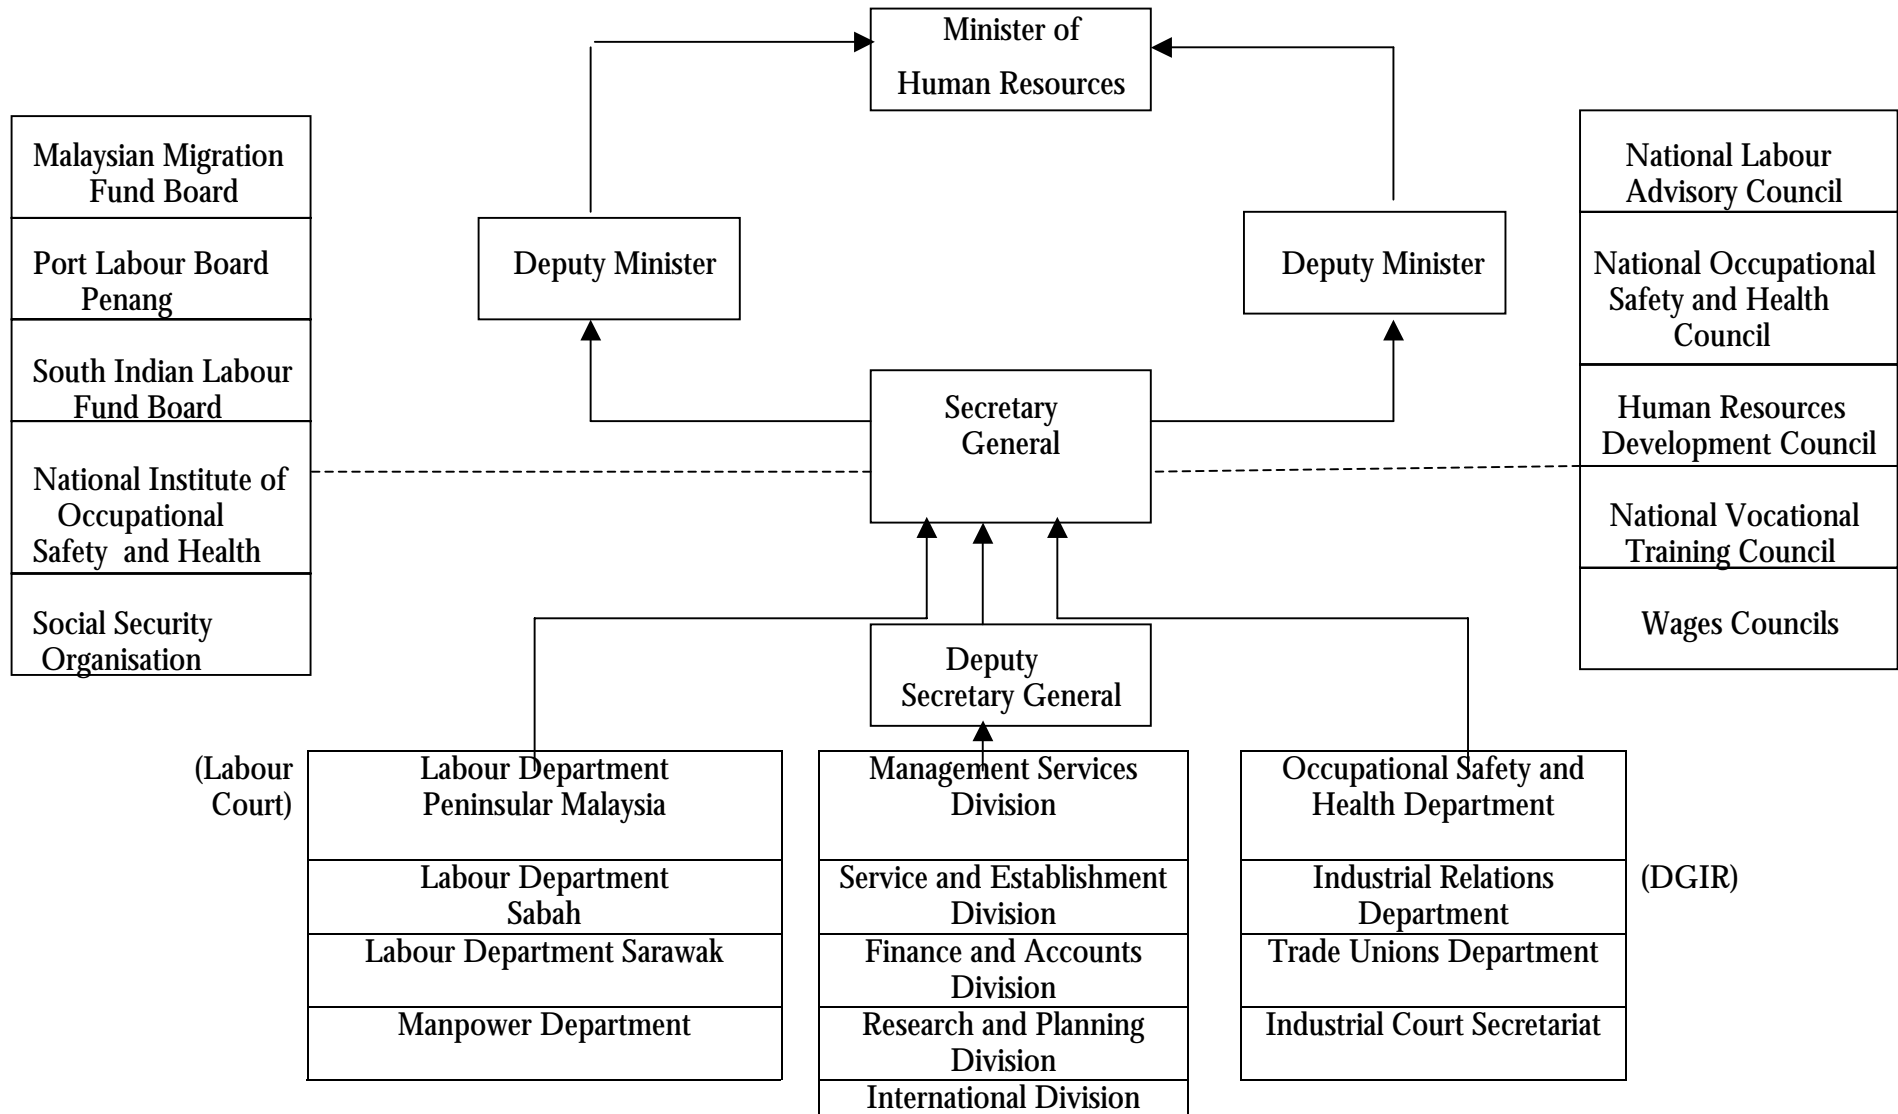 Minister of
Human Resources
Malaysian Migration
Fund Board
Port Labour Board
Penang
South Indian Labour
Fund Board
National Institute of
Occupational
Safety and Health
Social Security
Organisation
Deputy Minister
Deputy Minister
National Labour
Advisory Council
National Occupational
Safety and Health
Council
Human Resources
Development Council
National Vocational
Training Council
Wages Councils
Secretary
General
Deputy
Secretary General
(Labour
Court)
Labour Department
Peninsular Malaysia
Labour Department
Sabah
Labour Department Sarawak
Manpower Department
Management Services
Division
Service and Establishment
Division
Finance and Accounts
Division
Research and Planning
Division
International Division
Occupational Safety and
Health Department
Industrial Relations
Department
(DGIR)
Trade Unions Department
Industrial Court Secretariat